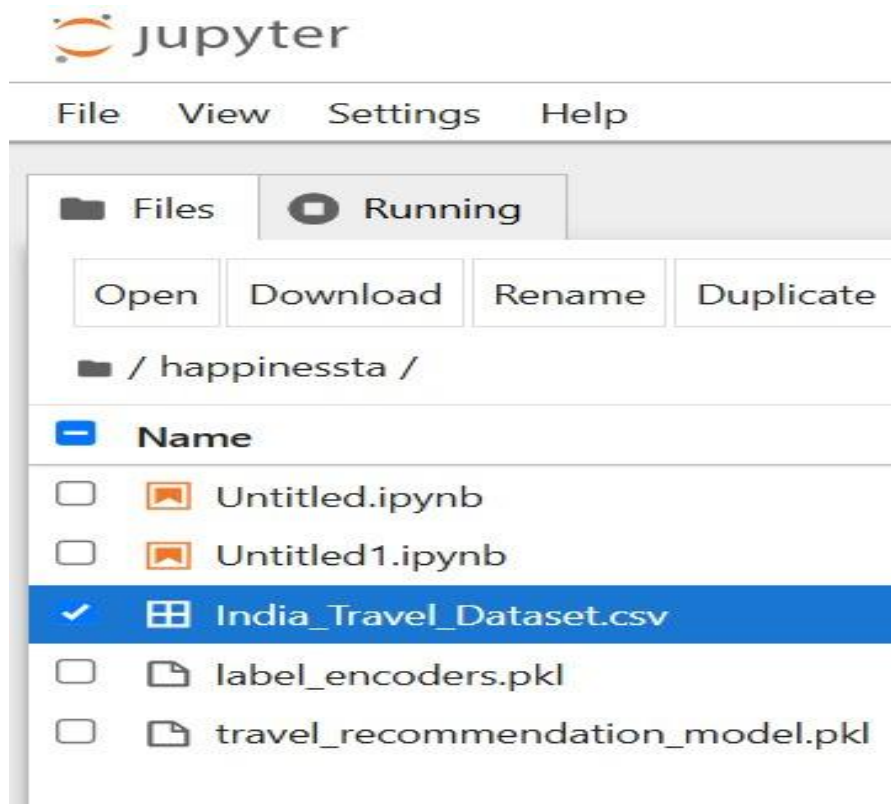 jupyter
File View Settings Help
Files Running
Open Download Rename Duplicate
/ happinessta /
Name
Untitled.ipynb
Untitled1.ipynb
India_Travel_Dataset.csv
label_encoders.pkl
travel_recommendation_model.pkl